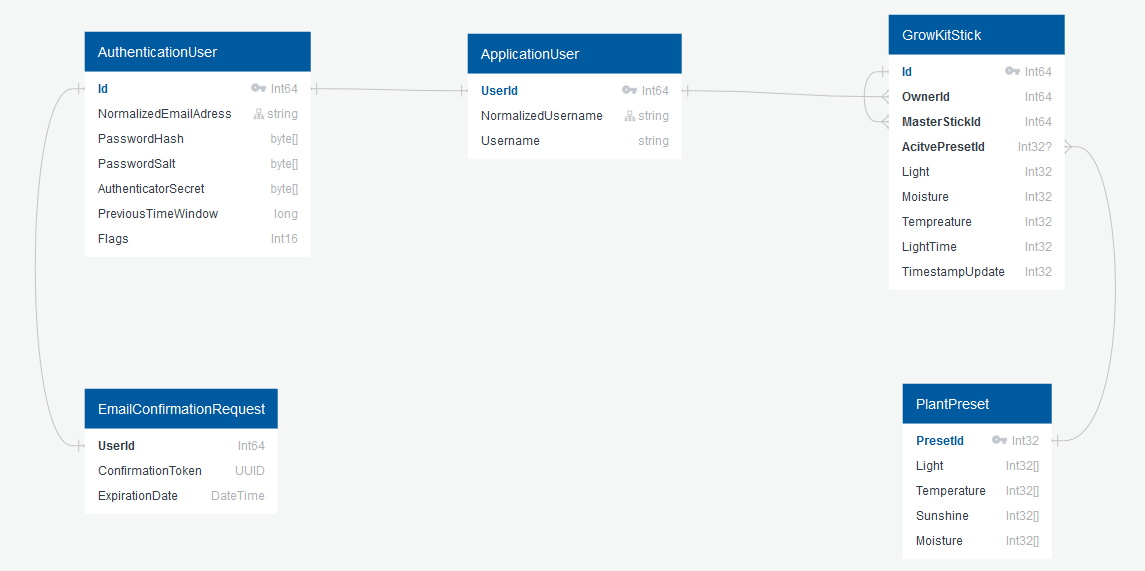 AuthenticationUser
Id Int64
NormalizedEmailAdress string
PasswordHash byte[]
PasswordSalt byte[]
AuthenticatorSecret byte[]
PreviousTimeWindow long
Flags Int16
ApplicationUser
UserId Int64
NormalizedUsername string
Username string
GrowKitStick
Id Int64
OwnerId Int64
MasterStickId Int64
AcitvePresetId Int32?
Light Int32
Moisture Int32
Tempreature Int32
LightTime Int32
TimestampUpdate Int32
EmailConfirmationRequest
UserId Int64
ConfirmationToken UUID
ExpirationDate DateTime
PlantPreset
PresetId Int32
Light Int32[]
Temperature Int32[]
Sunshine Int32[]
Moisture Int32[]